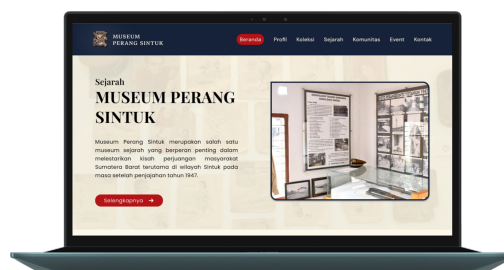 MUSEUM
PERANG SINTUK
Beranda Profil Koleksi Sejarah Komunitas Event Kontak
Sejarah
MUSEUM PERANG
SINTUK
Museum Perang Sintuk merupakan salah satu
museum sejarah yang berperan penting dalam
melestarikan kisah perjuangan masyarakat
Sumatera Barat terutama di wilayah Sintuk pada
masa setelah penjajahan tahun 1947.
Selengkapnya →